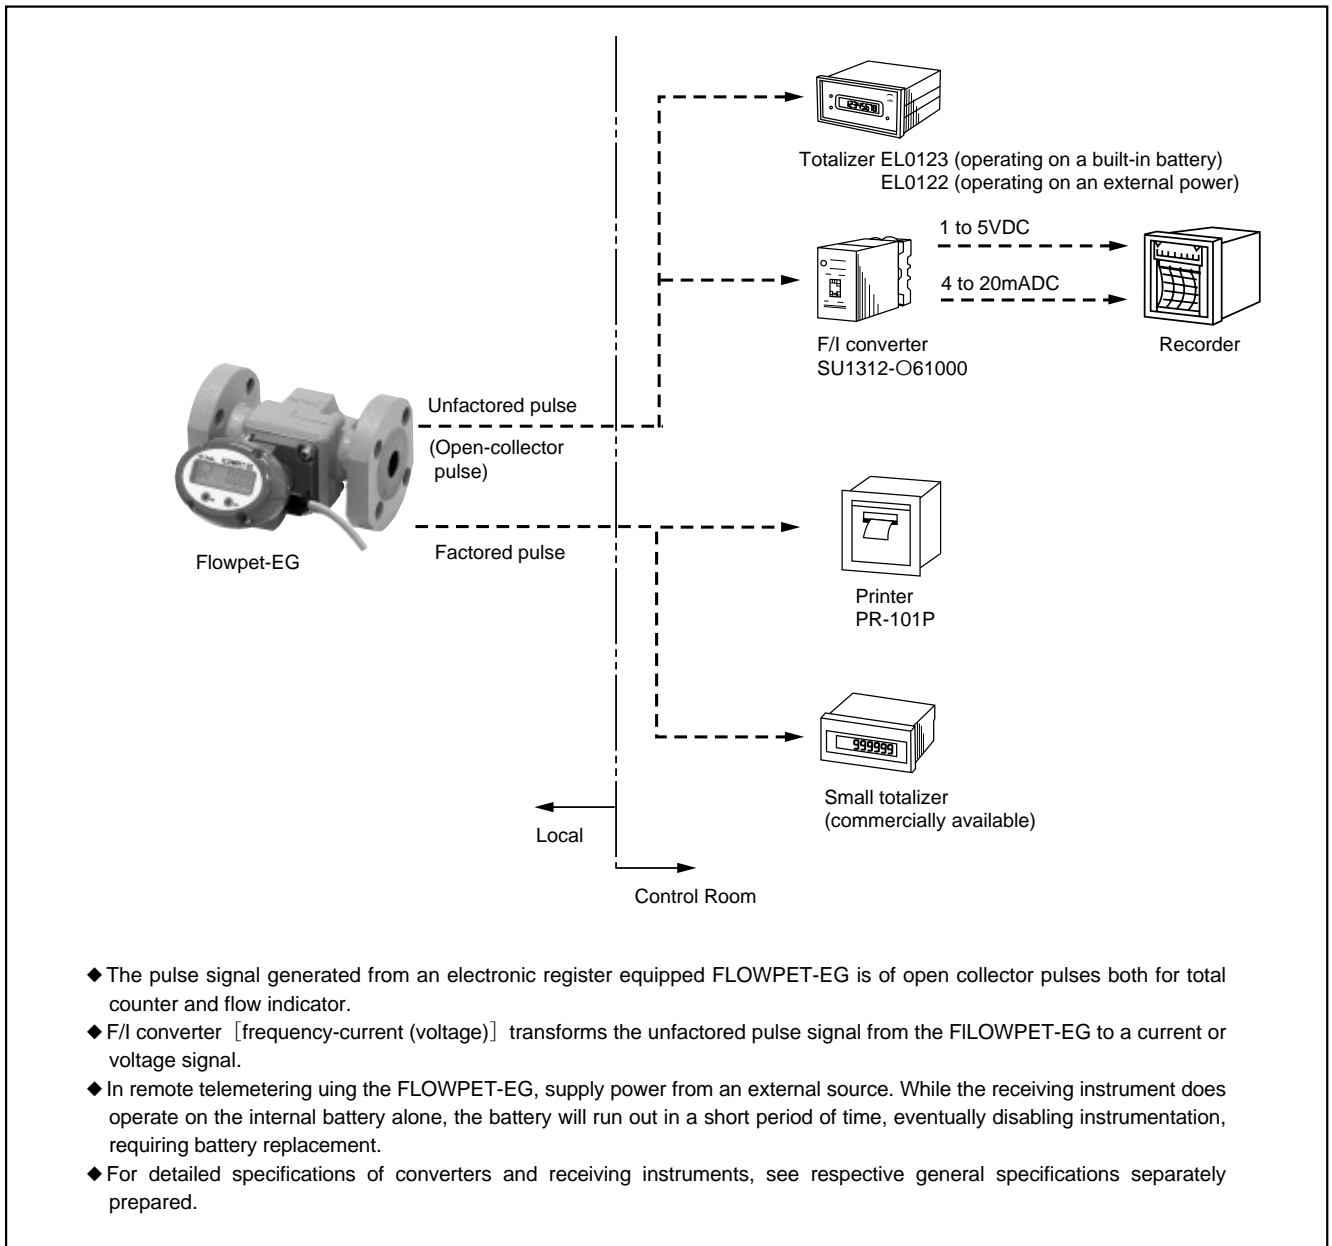 12345678
Totalizer EL0123 (operating on a built-in battery)
EL0122 (operating on an external power)
1 to 5VDC
4 to 20mADC
F/I converter
SU1312-○61000
Recorder
Unfactored pulse
(Open-collector
pulse)
Factored pulse
Flowpet-EG
Printer
PR-101P
999999
Small totalizer
(commercially available)
Local
Control Room
◆The pulse signal generated from an electronic register equipped FLOWPET-EG is of open collector pulses both for total
counter and flow indicator.
◆F/I converter［frequency-current (voltage)］transforms the unfactored pulse signal from the FILOWPET-EG to a current or
voltage signal.
◆In remote telemetering uing the FLOWPET-EG, supply power from an external source. While the receiving instrument does
operate on the internal battery alone, the battery will run out in a short period of time, eventually disabling instrumentation,
requiring battery replacement.
◆For detailed specifications of converters and receiving instruments, see respective general specifications separately
prepared.